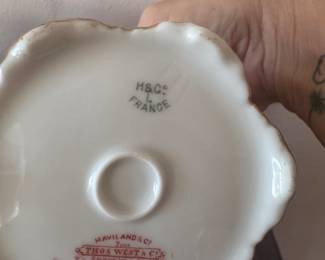 H&Cº
L
FRANCE
HAVILAND & Cº
For
THOS. WEST & Cº